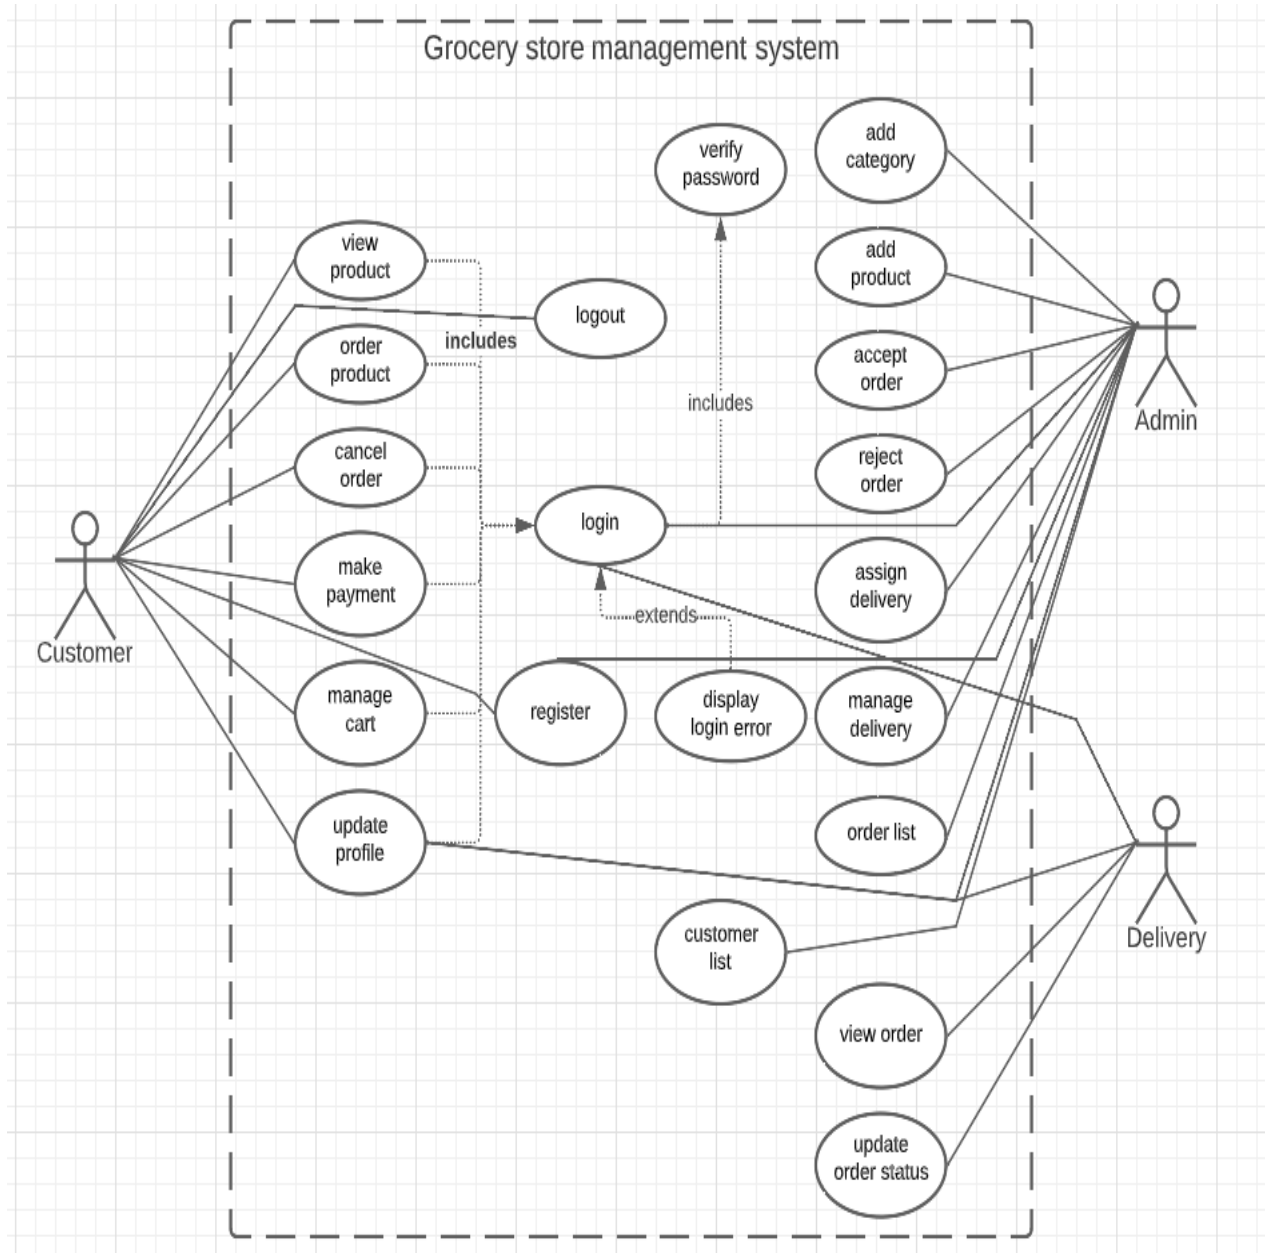 Grocery store management system
add
category
verify
password
view
product
add
product
logout
includes
order
product
accept
order
includes
Admin
cancel
order
reject
order
login
make
payment
assign
delivery
extends
Customer
manage
cart
register
display
login error
manage
delivery
update
profile
order list
customer
list
Delivery
view order
update
order status